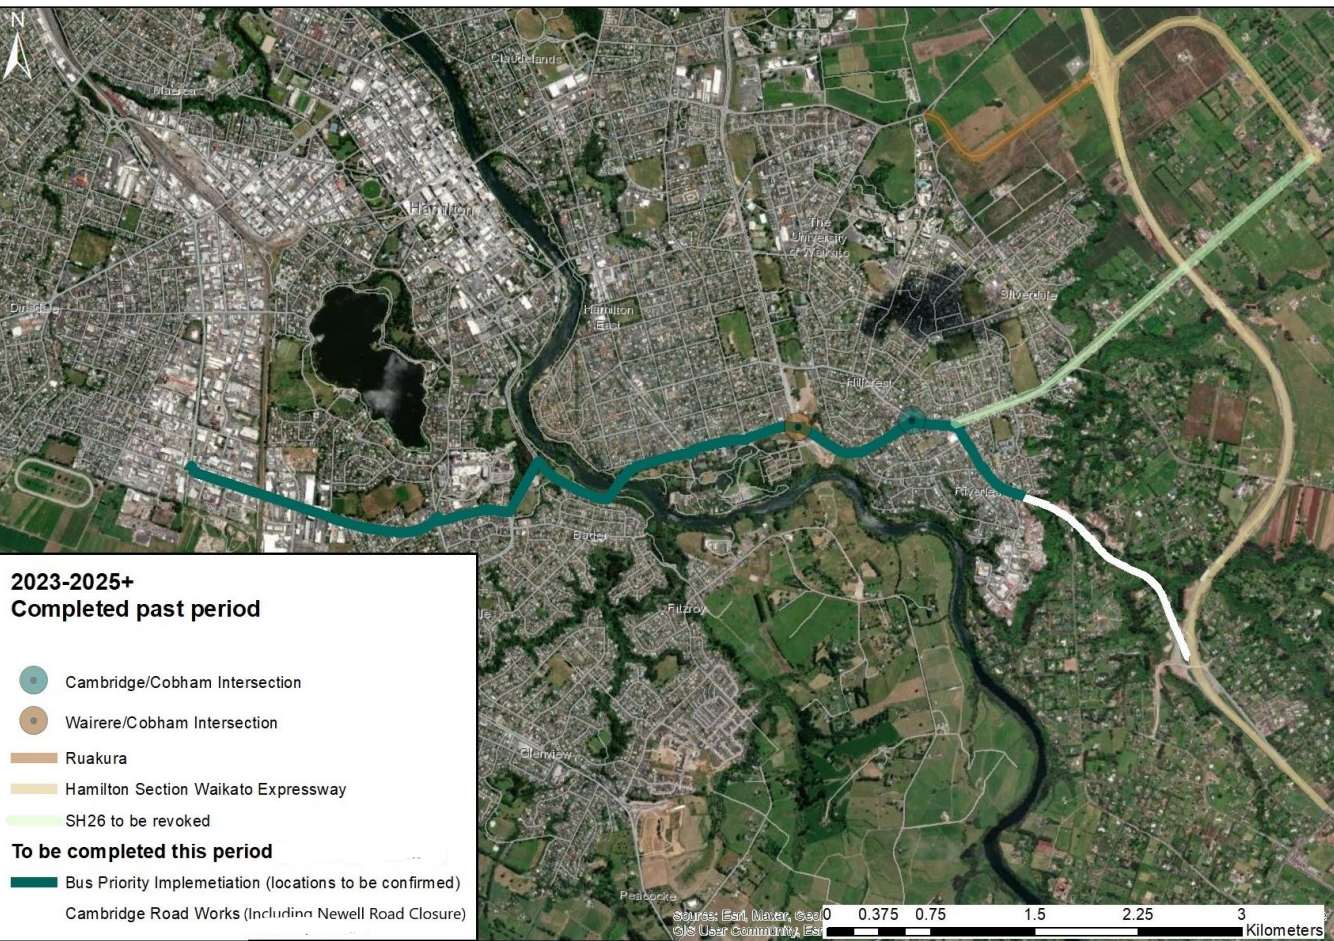 N
Claudelands
Maeroa
Hamilton
The
University
of Waikato
Dinsdale
Hamilton
East
Silverdale
Hillcrest
Riverlea
Bader
Fitzroy
Glenview
Peacocke
2023-2025+
Completed past period
Cambridge/Cobham Intersection
Wairere/Cobham Intersection
Ruakura
Hamilton Section Waikato Expressway
SH26 to be revoked
To be completed this period
Bus Priority Implemetiation (locations to be confirmed)
Cambridge Road Works (Including Newell Road Closure)
Source: Esri, Maxar,
GIS User Community,
0 0.375 0.75 1.5 2.25 3
Kilometers